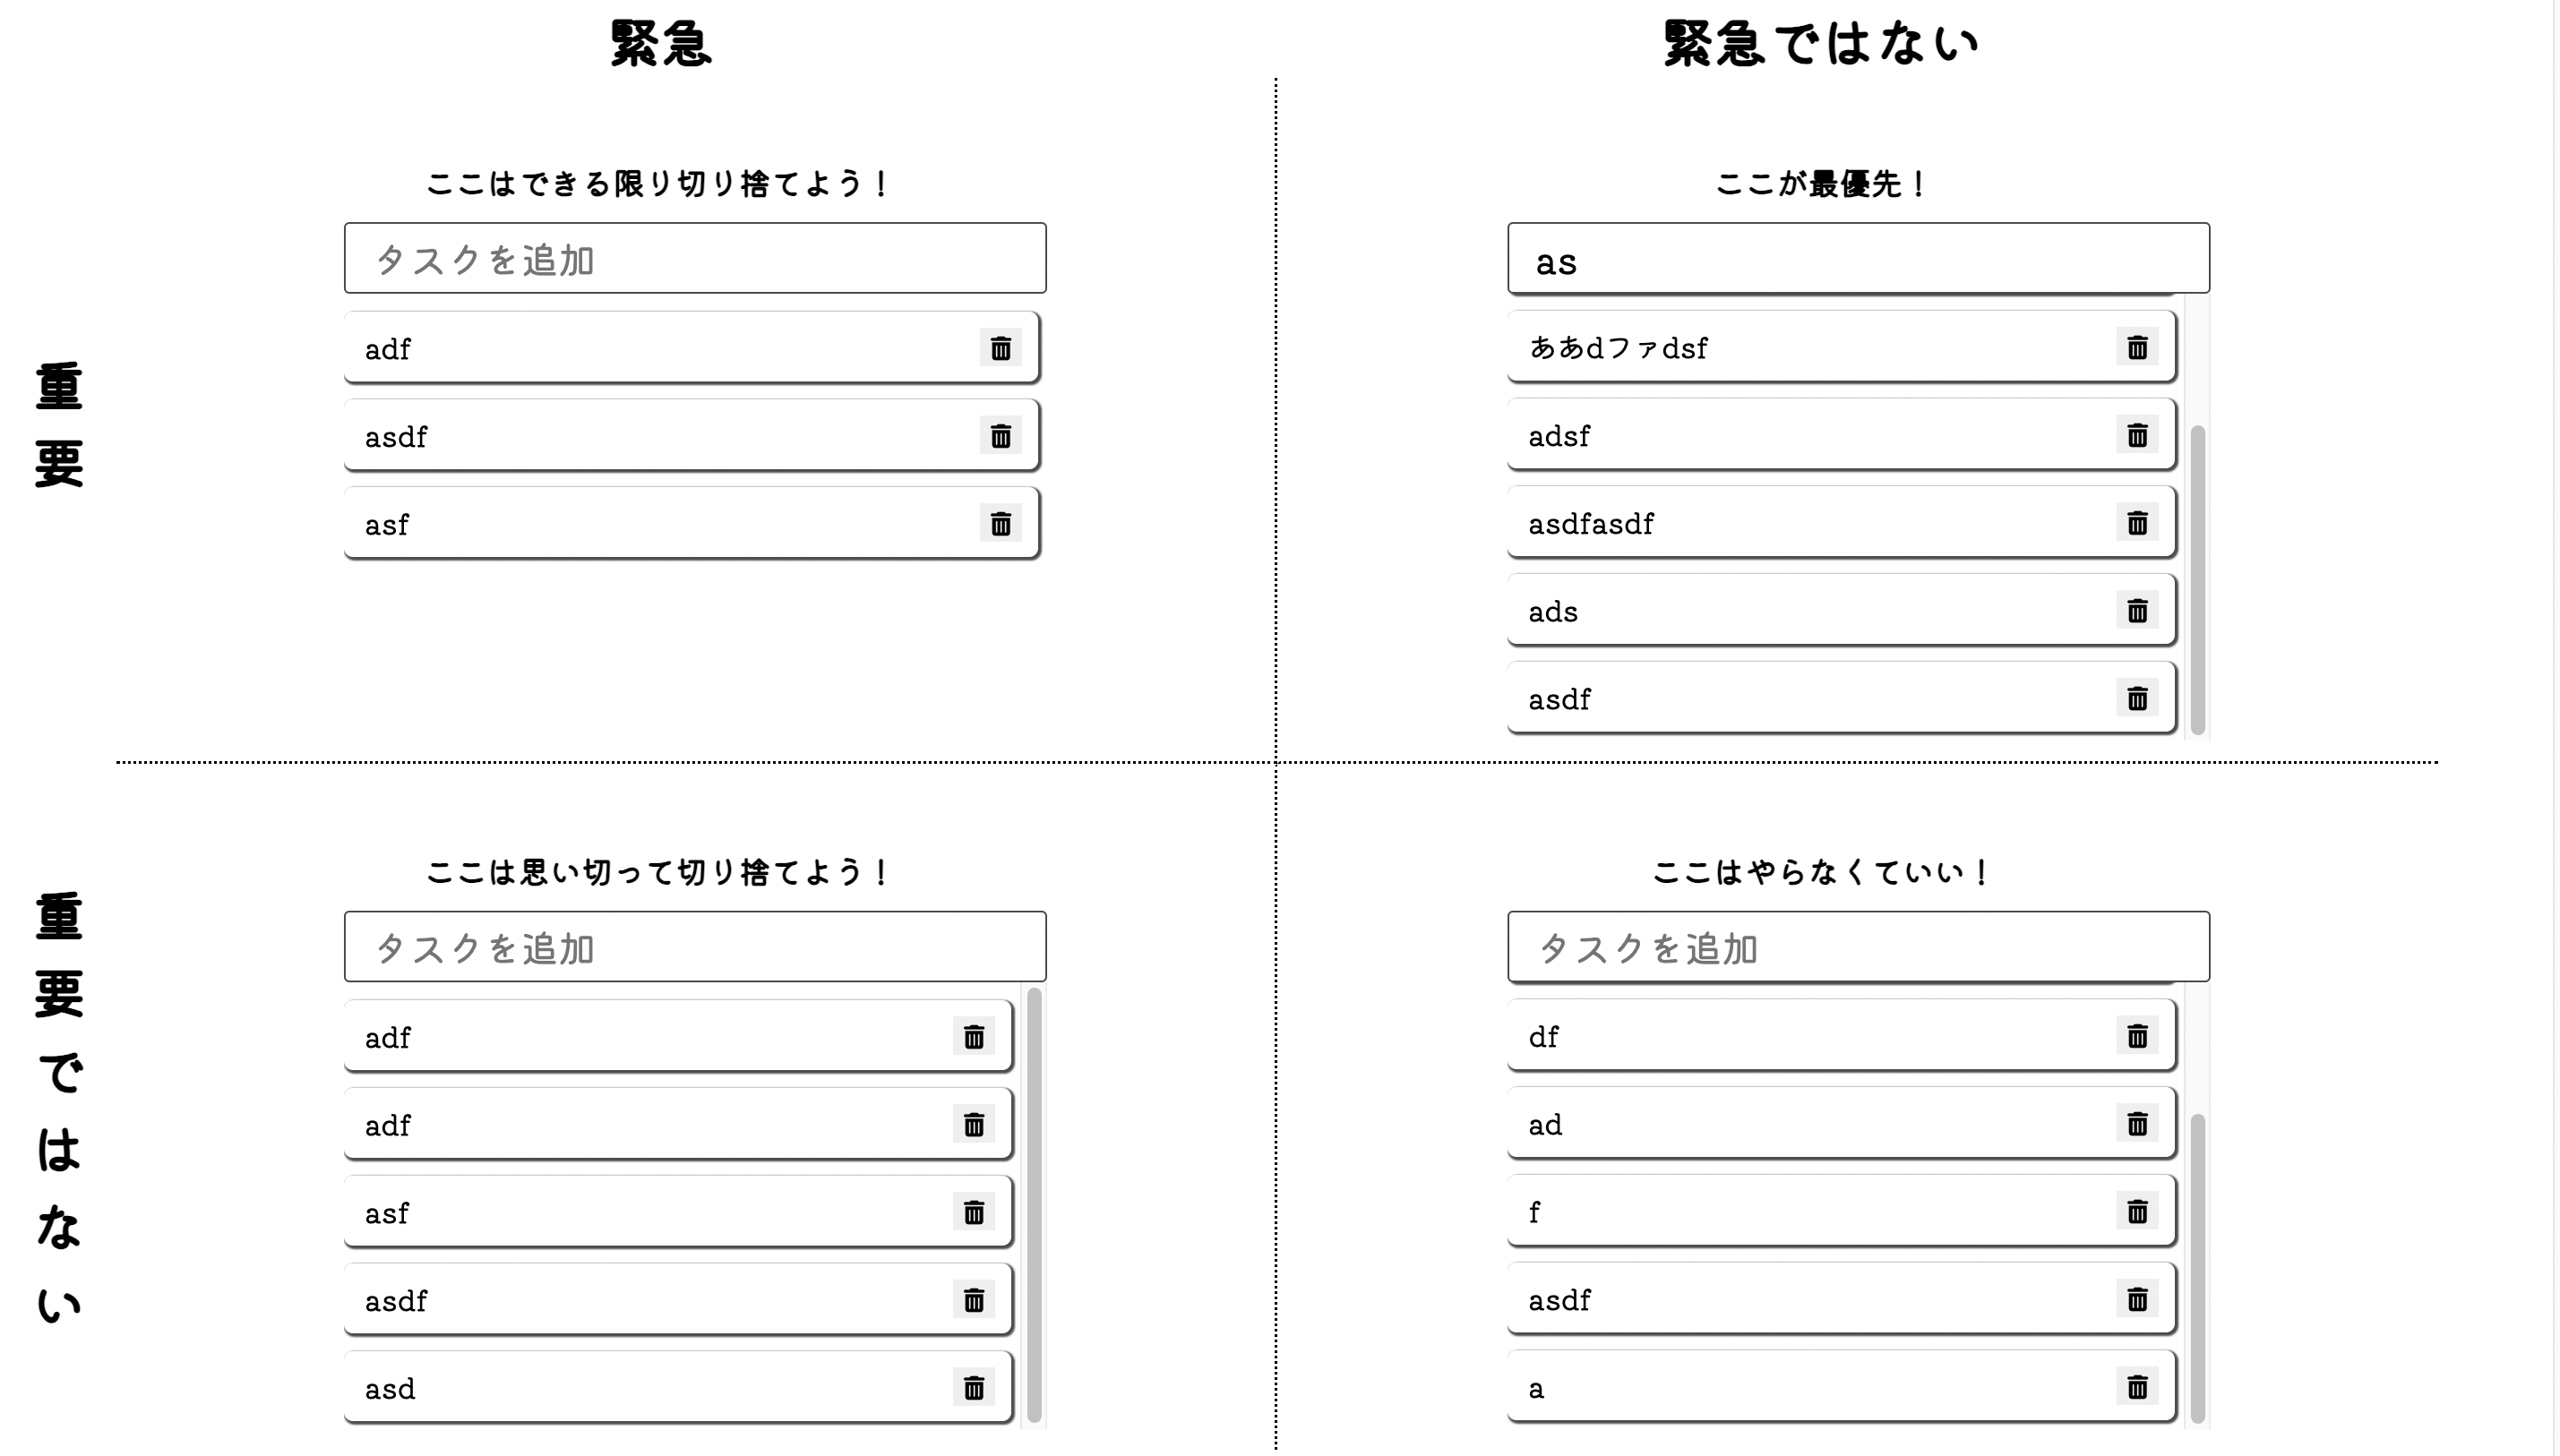 緊急
緊急ではない
重要
ここはできる限り切り捨てよう！
タスクを追加
adf
asdf
asf
ここが最優先！
as
ああdファdsf
adsf
asdfasdf
ads
asdf
重要ではない
ここは思い切って切り捨てよう！
タスクを追加
adf
adf
asf
asdf
asd
ここはやらなくていい！
タスクを追加
df
ad
f
asdf
a